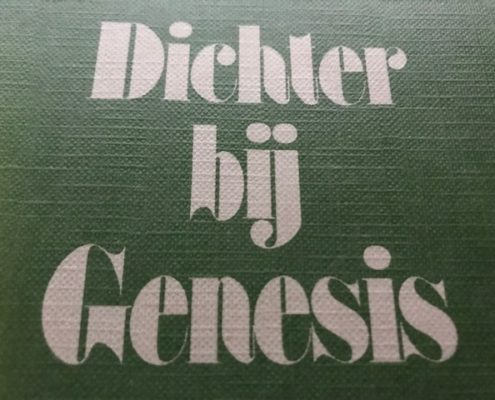 Dichter
bij
Genesis